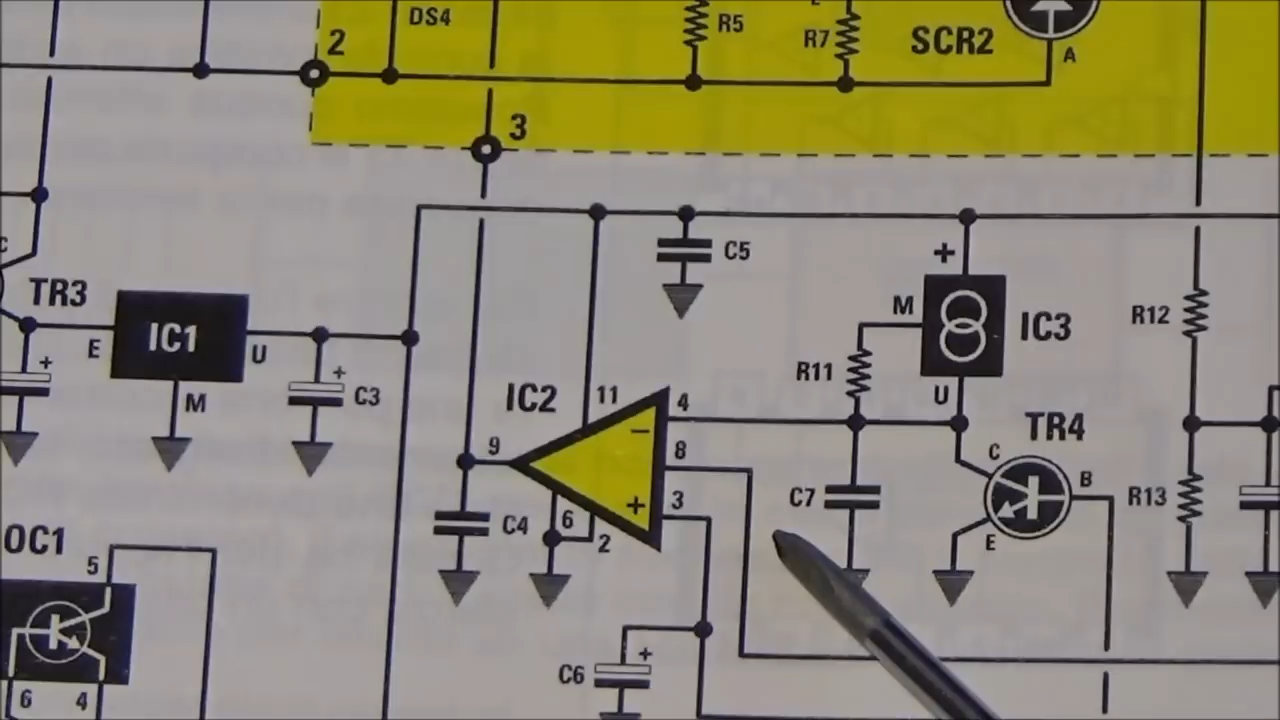 DS4
R5
R7
SCR2
A
2
3
C5
+
M
IC3
R12
TR3
IC1
E
U
M
+
C3
+
IC2
11
R11
U
4
TR4
9
8
C
B
C7
R13
3
+
−
C4
6
2
E
OC1
5
C6
+
6
4
C